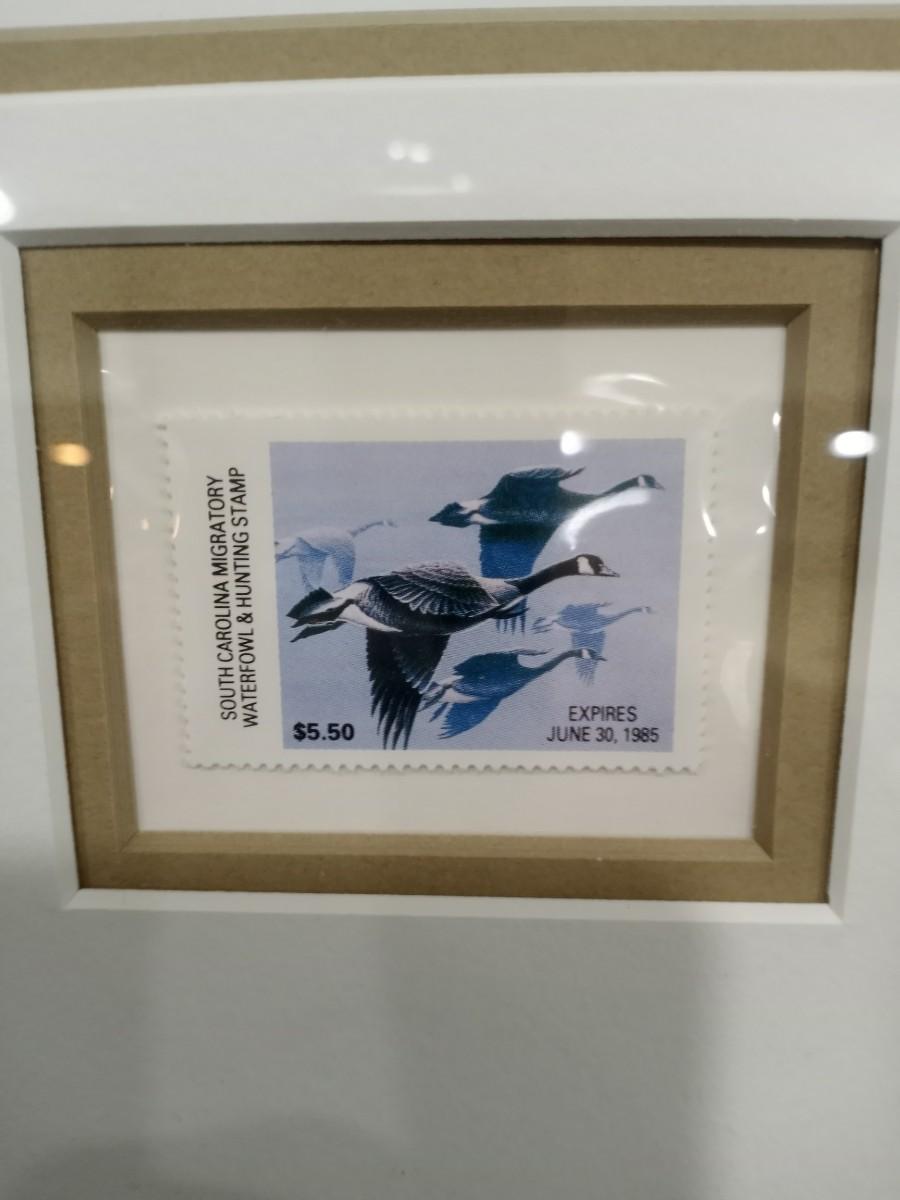 SOUTH CAROLINA MIGRATORY
WATERFOWL & HUNTING STAMP
$5.50
EXPIRES
JUNE 30, 1985